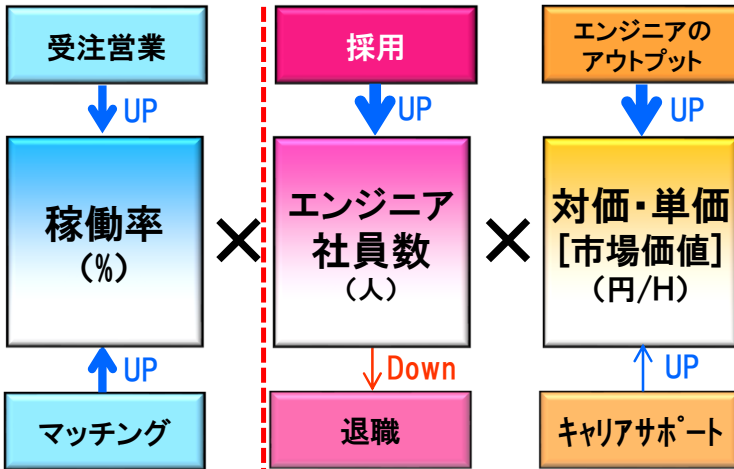 受注営業
採用
エンジニアの
アウトプット
UP
UP
UP
稼働率
(%)
×
エンジニア
社員数
(人)
×
対価・単価
[市場価値]
(円/H)
UP
Down
UP
マッチング
退職
キャリアサポート